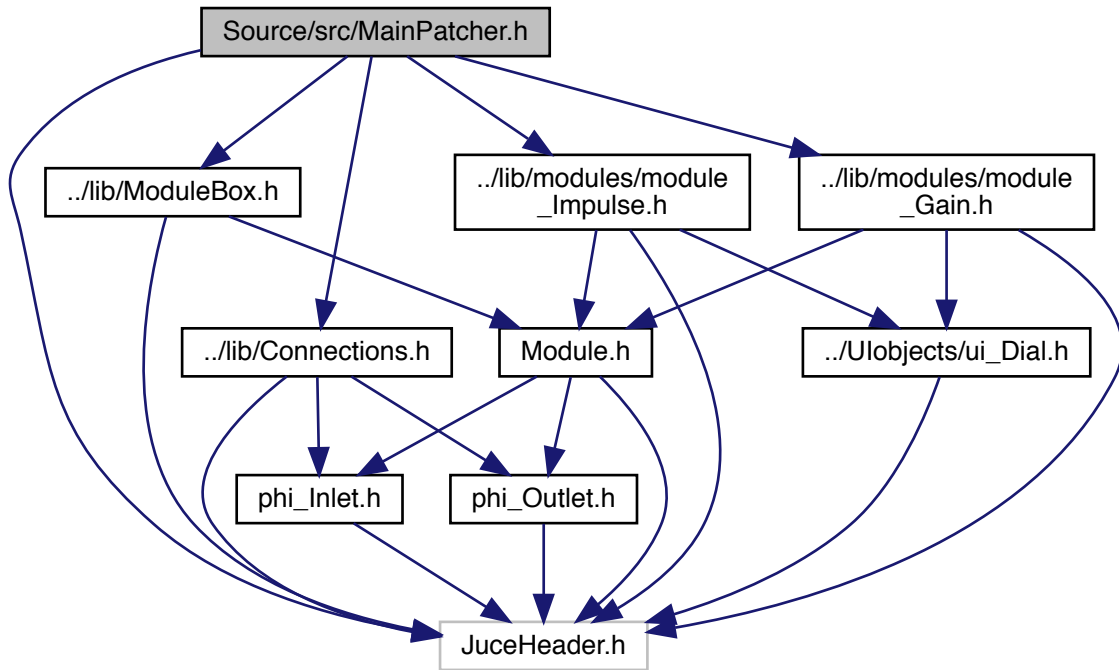 Source/src/MainPatcher.h
../lib/ModuleBox.h
../lib/modules/module
_Impulse.h
../lib/modules/module
_Gain.h
../lib/Connections.h
Module.h
../UIobjects/ui_Dial.h
phi_Inlet.h
phi_Outlet.h
JuceHeader.h